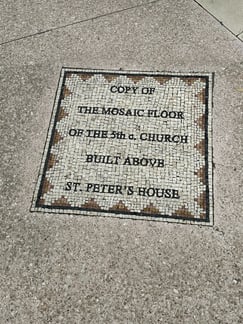 COPY OF
THE MOSAIC FLOOR
OF THE 5th c. CHURCH
BUILT ABOVE
ST. PETER'S HOUSE